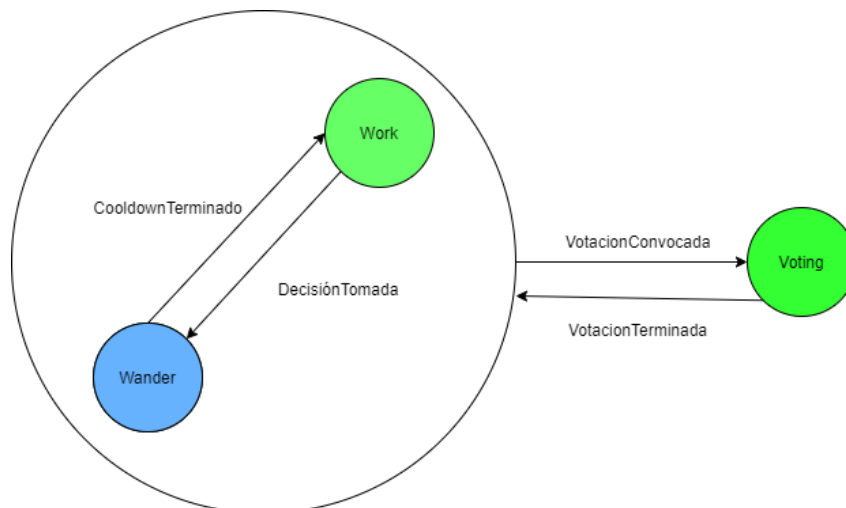 Work
CooldownTerminado
VotacionConvocada
Voting
DecisiónTomada
VotacionTerminada
Wander